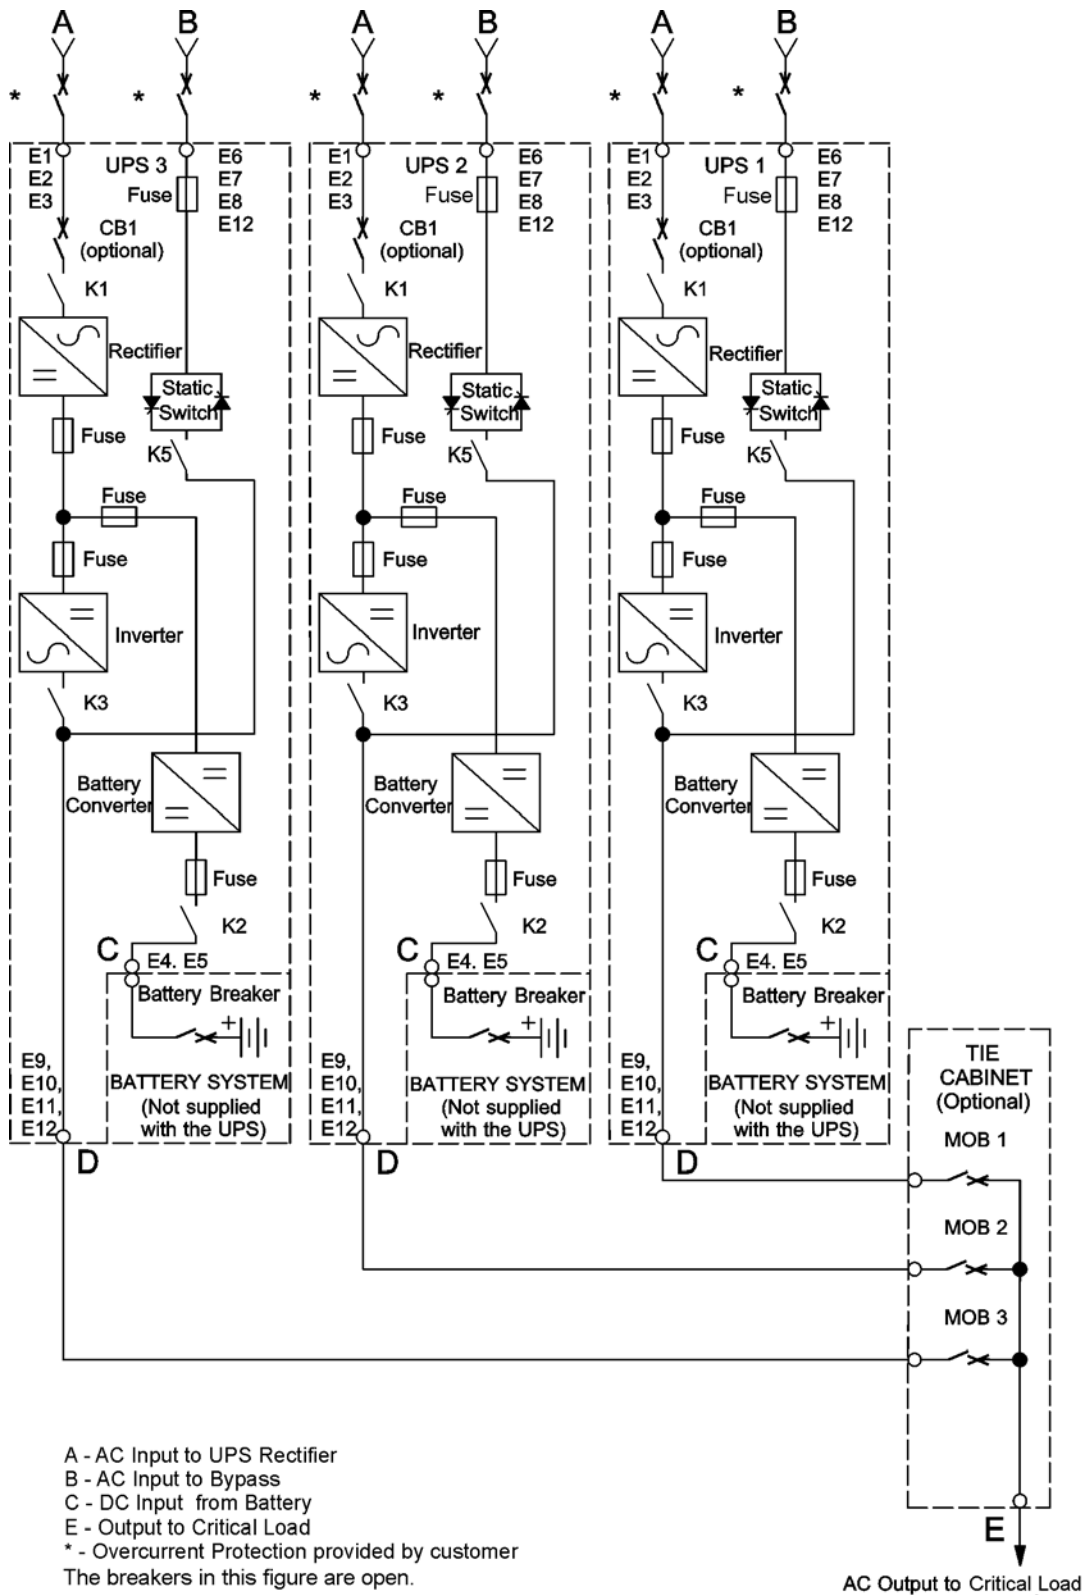 A B A B A B
* * * * * *
E1 UPS 3 E6 E1 UPS 2 E6 E1 UPS 1 E6
E2 E7 E2 E7 E2 E7
E3 Fuse E8 E3 Fuse E8 E3 Fuse E8
E12 E12 E12
CB1 CB1 CB1
(optional) (optional) (optional)
K1 K1 K1
Rectifier Rectifier Rectifier
Static Static Static
Switch Switch Switch
Fuse Fuse Fuse
K5 K5 K5
Fuse Fuse Fuse
Fuse Fuse Fuse
Inverter Inverter Inverter
K3 K3 K3
Battery Battery Battery
Converter Converter Converter
Fuse Fuse Fuse
K2 K2 K2
C E4. E5 C E4. E5 C E4. E5
Battery Breaker Battery Breaker Battery Breaker
+ + +
E9, E9, E9,
E10, BATTERY SYSTEM E10, BATTERY SYSTEM E10, BATTERY SYSTEM
E11, (Not supplied E11, (Not supplied E11, (Not supplied
E12 with the UPS) E12 with the UPS) E12 with the UPS)
D D D
TIE
CABINET
(Optional)
MOB 1
MOB 2
MOB 3
A - AC Input to UPS Rectifier
B - AC Input to Bypass
C - DC Input from Battery
E - Output to Critical Load
* - Overcurrent Protection provided by customer
The breakers in this figure are open.
E
AC Output to Critical Load